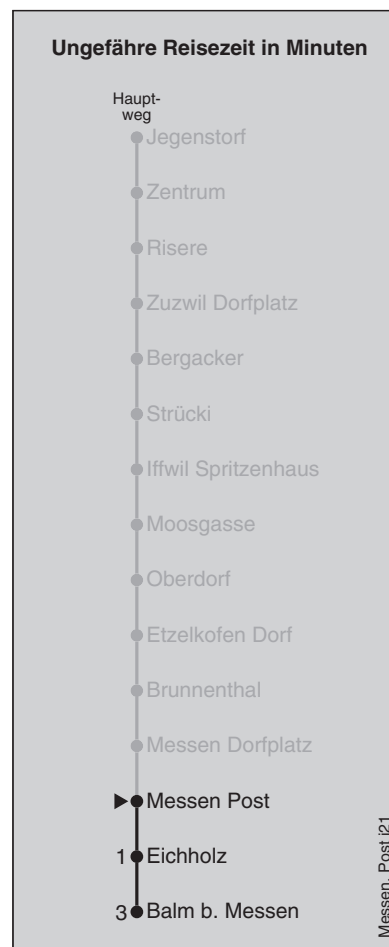 Ungefähre Reisezeit in Minuten
Haupt-
weg
Jegenstorf
Zentrum
Risere
Zuzwil Dorfplatz
Bergacker
Strücki
Iffwil Spritzenhaus
Moosgasse
Oberdorf
Etzelkofen Dorf
Brunnenthal
Messen Dorfplatz
Messen Post
1 Eichholz
3 Balm b. Messen
Messen, Post j21